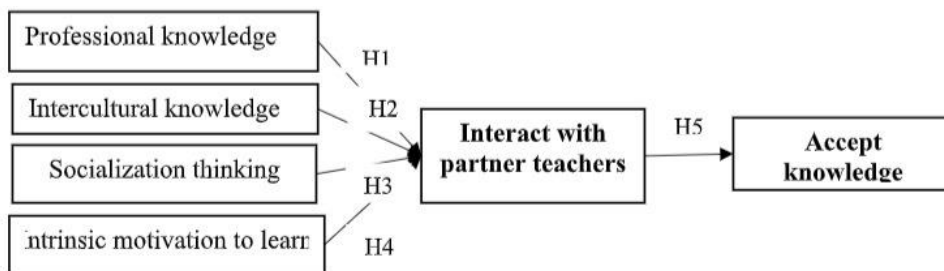 Professional knowledge
H1
Intercultural knowledge
H2
Interact with
partner teachers
H5
Accept
knowledge
Socialization thinking
H3
ntrinsic motivation to learn
H4